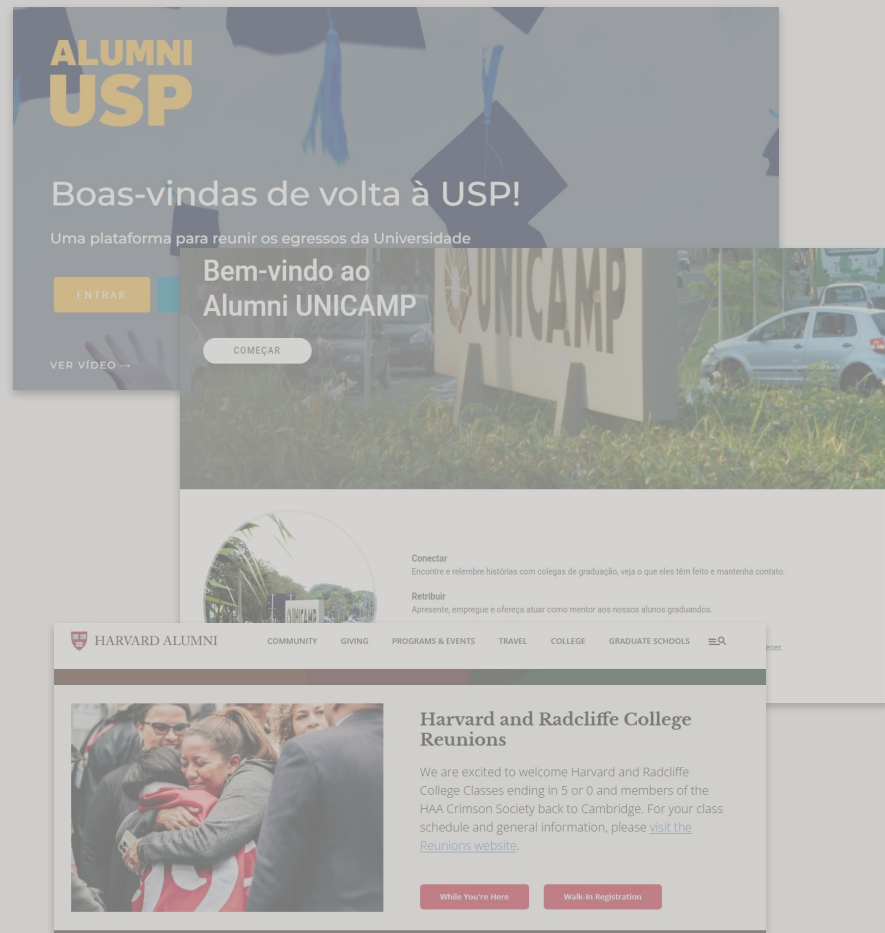 ALUMNI
USP
Boas-vindas de volta à USP!
Uma plataforma para reunir os egressos da Universidade
ENTRAR
VER VÍDEO →
Bem-vindo ao
Alumni UNICAMP
COMEÇAR
UNICAMP
Conectar
Encontre e relembre histórias com colegas de graduação, veja o que eles têm feito e mantenha contato.
Retribuir
Apresente, empregue e ofereça atuar como mentor aos nossos alunos graduandos.
UNICAMP
HARVARD ALUMNI
COMMUNITY GIVING PROGRAMS & EVENTS TRAVEL COLLEGE GRADUATE SCHOOLS
Harvard and Radcliffe College
Reunions
We are excited to welcome Harvard and Radcliffe
College Classes ending in 5 or 0 and members of the
HAA Crimson Society back to Cambridge. For your class
schedule and general information, please visit the
Reunions website.
While You're Here Walk-In Registration